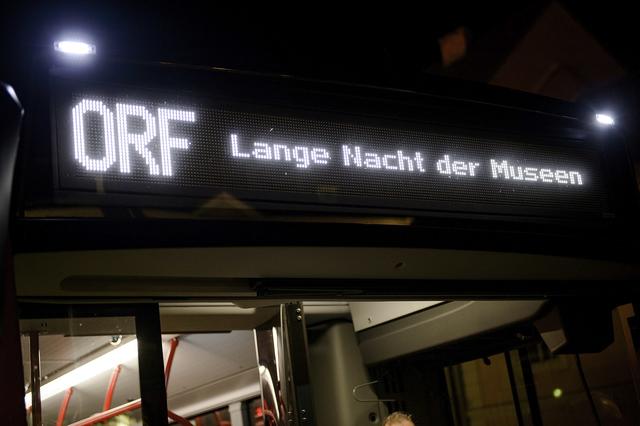 ORF Lange Nacht der Museen